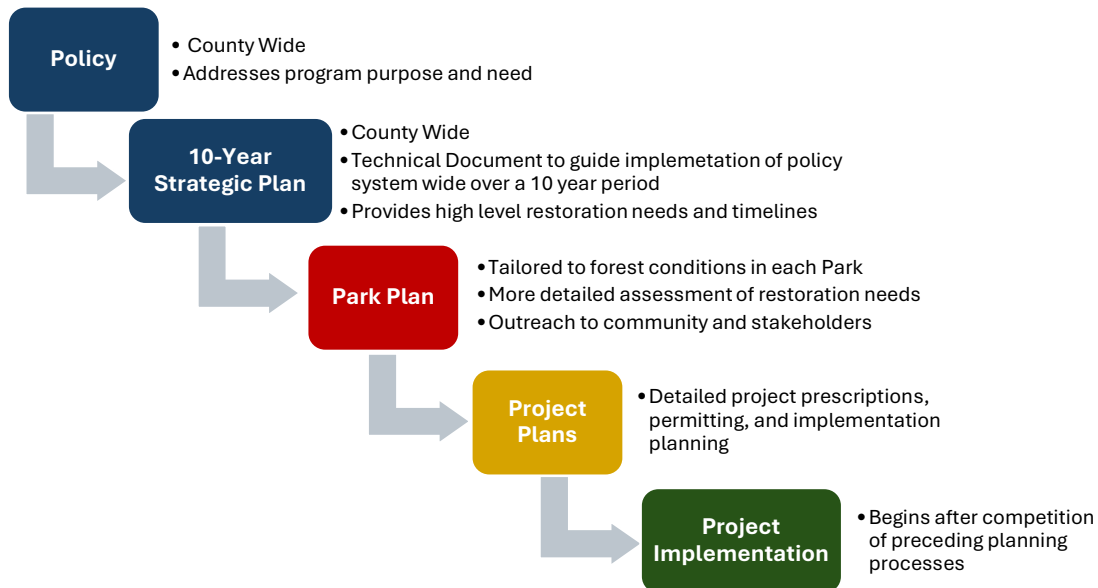 Policy
• County Wide
• Addresses program purpose and need
10-Year
Strategic Plan
• County Wide
• Technical Document to guide implemetation of policy
system wide over a 10 year period
• Provides high level restoration needs and timelines
Park Plan
• Tailored to forest conditions in each Park
• More detailed assessment of restoration needs
• Outreach to community and stakeholders
Project
Plans
• Detailed project prescriptions,
permitting, and implementation
planning
Project
Implementation
• Begins after competition
of preceding planning
processes